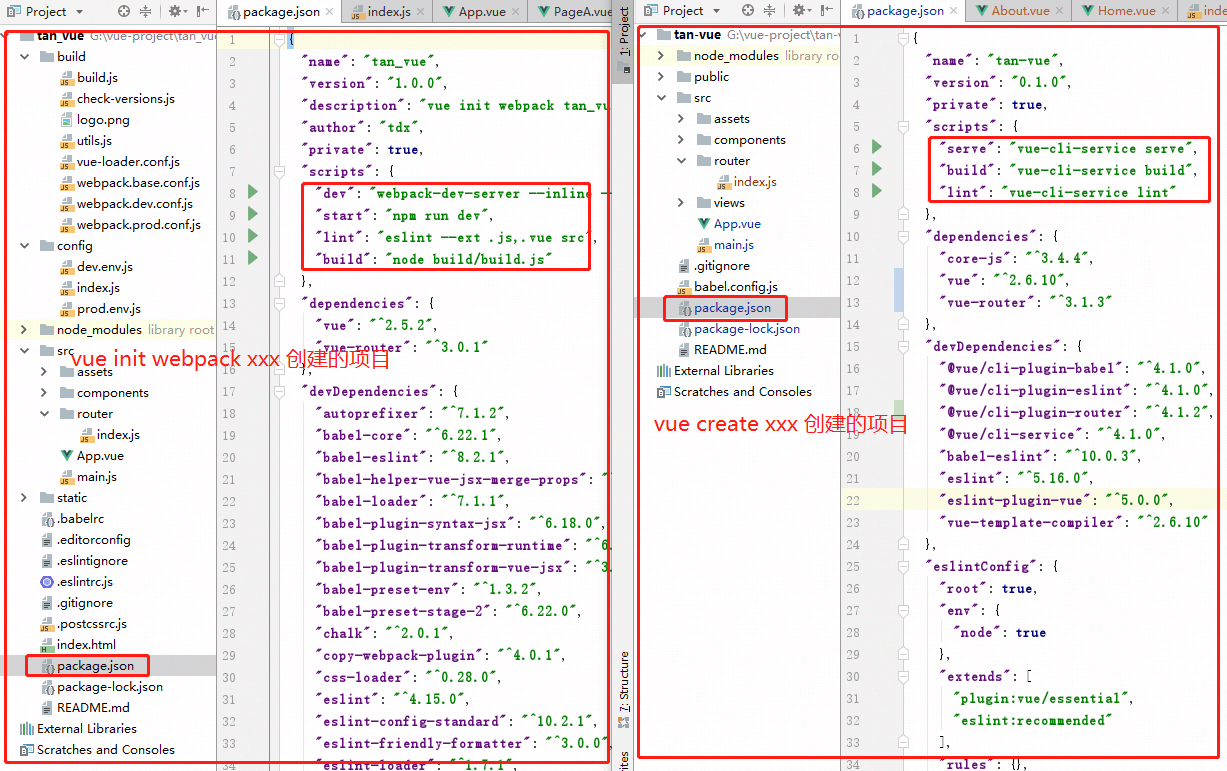 Project
package.json
index.js
App.vue
PageA.vue
tan_vue G:\vue-project\tan_vu
build
build.js
check-versions.js
logo.png
utils.js
vue-loader.conf.js
webpack.base.conf.js
webpack.dev.conf.js
webpack.prod.conf.js
config
dev.env.js
index.js
prod.env.js
node_modules library root
src
assets
components
router
index.js
App.vue
main.js
static
.babelrc
.editorconfig
.eslintignore
.eslintrc.js
.gitignore
.postcssrc.js
index.html
package.json
package-lock.json
README.md
External Libraries
Scratches and Consoles
vue init webpack xxx 创建的项目
1 {
2 "name": "tan_vue",
3 "version": "1.0.0",
4 "description": "vue init webpack tan_vu
5 "author": "tdx",
6 "private": true,
7 "scripts": {
8 "dev": "webpack-dev-server --inline -
9 "start": "npm run dev",
10 "lint": "eslint --ext .js,.vue src",
11 "build": "node build/build.js"
12 },
13 "dependencies": {
14 "vue": "^2.5.2",
15 "vue-router": "^3.0.1"
16 },
17 "devDependencies": {
18 "autoprefixer": "^7.1.2",
19 "babel-core": "^6.22.1",
20 "babel-eslint": "^8.2.1",
21 "babel-helper-vue-jsx-merge-props": "
22 "babel-loader": "^7.1.1",
23 "babel-plugin-syntax-jsx": "^6.18.0",
24 "babel-plugin-transform-runtime": "^6.
25 "babel-plugin-transform-vue-jsx": "^3.
26 "babel-preset-env": "^1.3.2",
27 "babel-preset-stage-2": "^6.22.0",
28 "chalk": "^2.0.1",
29 "copy-webpack-plugin": "^4.0.1",
30 "css-loader": "^0.28.0",
31 "eslint": "^4.15.0",
32 "eslint-config-standard": "^10.2.1",
33 "eslint-friendly-formatter": "^3.0.0",
34 "eslint-loader": "^1.7.1",
1: Project
7: Structure
rites
Project
package.json
About.vue
Home.vue
inde
tan-vue G:\vue-project\tan-v
node_modules library ro
public
src
assets
components
router
index.js
views
App.vue
main.js
.gitignore
babel.config.js
package.json
package-lock.json
README.md
External Libraries
Scratches and Consoles
vue create xxx 创建的项目
1 {
2 "name": "tan-vue",
3 "version": "0.1.0",
4 "private": true,
5 "scripts": {
6 "serve": "vue-cli-service serve",
7 "build": "vue-cli-service build",
8 "lint": "vue-cli-service lint"
9 },
10 "dependencies": {
11 "core-js": "^3.4.4",
12 "vue": "^2.6.10",
13 "vue-router": "^3.1.3"
14 },
15 "devDependencies": {
16 "@vue/cli-plugin-babel": "^4.1.0",
17 "@vue/cli-plugin-eslint": "^4.1.0",
18 "@vue/cli-plugin-router": "^4.1.2",
19 "@vue/cli-service": "^4.1.0",
20 "babel-eslint": "^10.0.3",
21 "eslint": "^5.16.0",
22 "eslint-plugin-vue": "^5.0.0",
23 "vue-template-compiler": "^2.6.10"
24 },
25 "eslintConfig": {
26 "root": true,
27 "env": {
28 "node": true
29 },
30 "extends": [
31 "plugin:vue/essential",
32 "eslint:recommended"
33 ],
34 "rules": {},